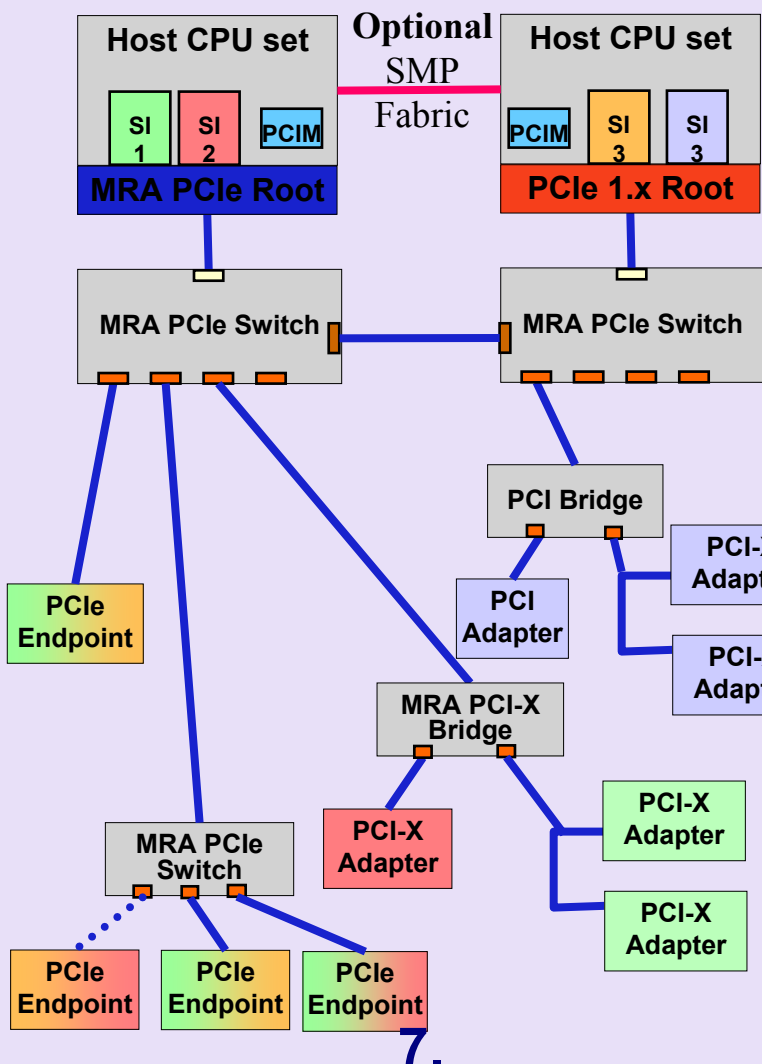 Host CPU set
Optional
SMP
Fabric
Host CPU set
SI
1
SI
2
PCIM
PCIM
SI
3
SI
3
MRA PCIe Root
PCIe 1.x Root
MRA PCIe Switch
MRA PCIe Switch
PCI Bridge
PCI
Adapter
PCIe
Endpoint
MRA PCI-X
Bridge
PCI-X
Adapter
PCI-X
Adapter
PCI-X
Adapter
MRA PCIe
Switch
PCIe
Endpoint
PCIe
Endpoint
PCIe
Endpoint